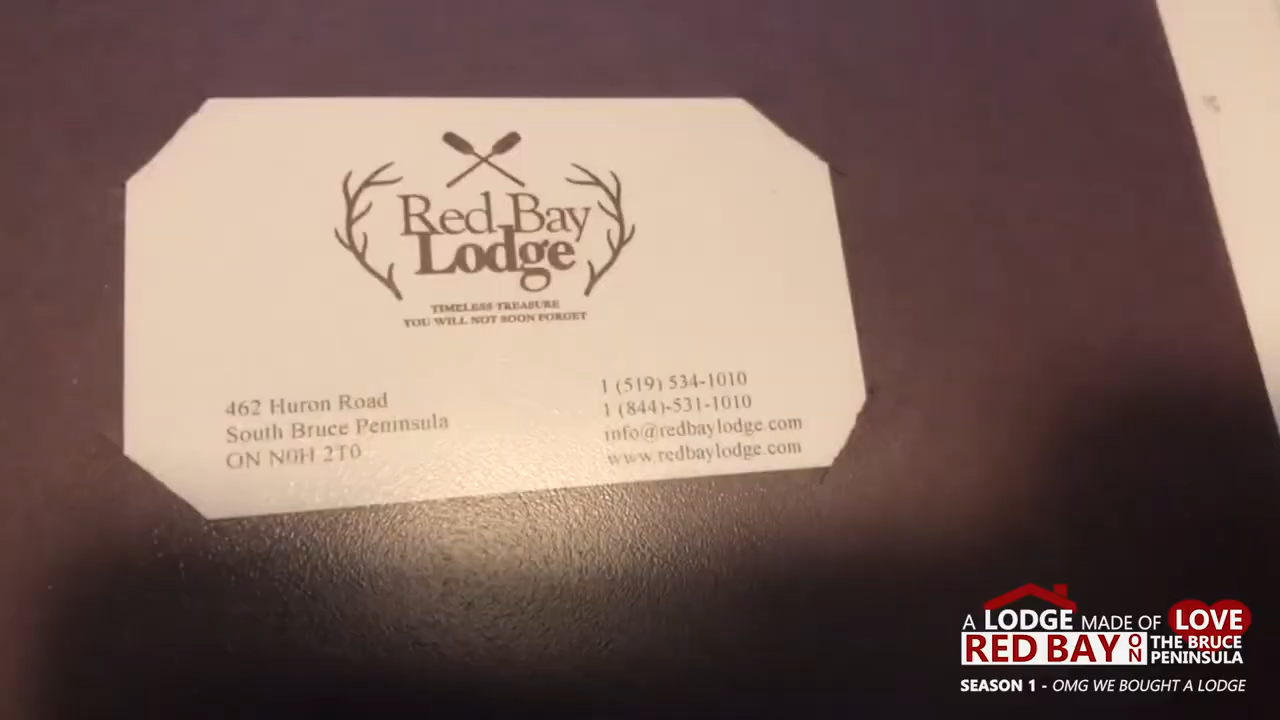 Red Bay
Lodge
TIMELESS TREASURE
YOU WILL NOT SOON FORGET
462 Huron Road
South Bruce Peninsula
ON N0H 2T0
1 (519) 534-1010
1 (844)-531-1010
info@redbaylodge.com
www.redbaylodge.com
A LODGE MADE OF LOVE
RED BAY ON THE BRUCE PENINSULA
SEASON 1 - OMG WE BOUGHT A LODGE